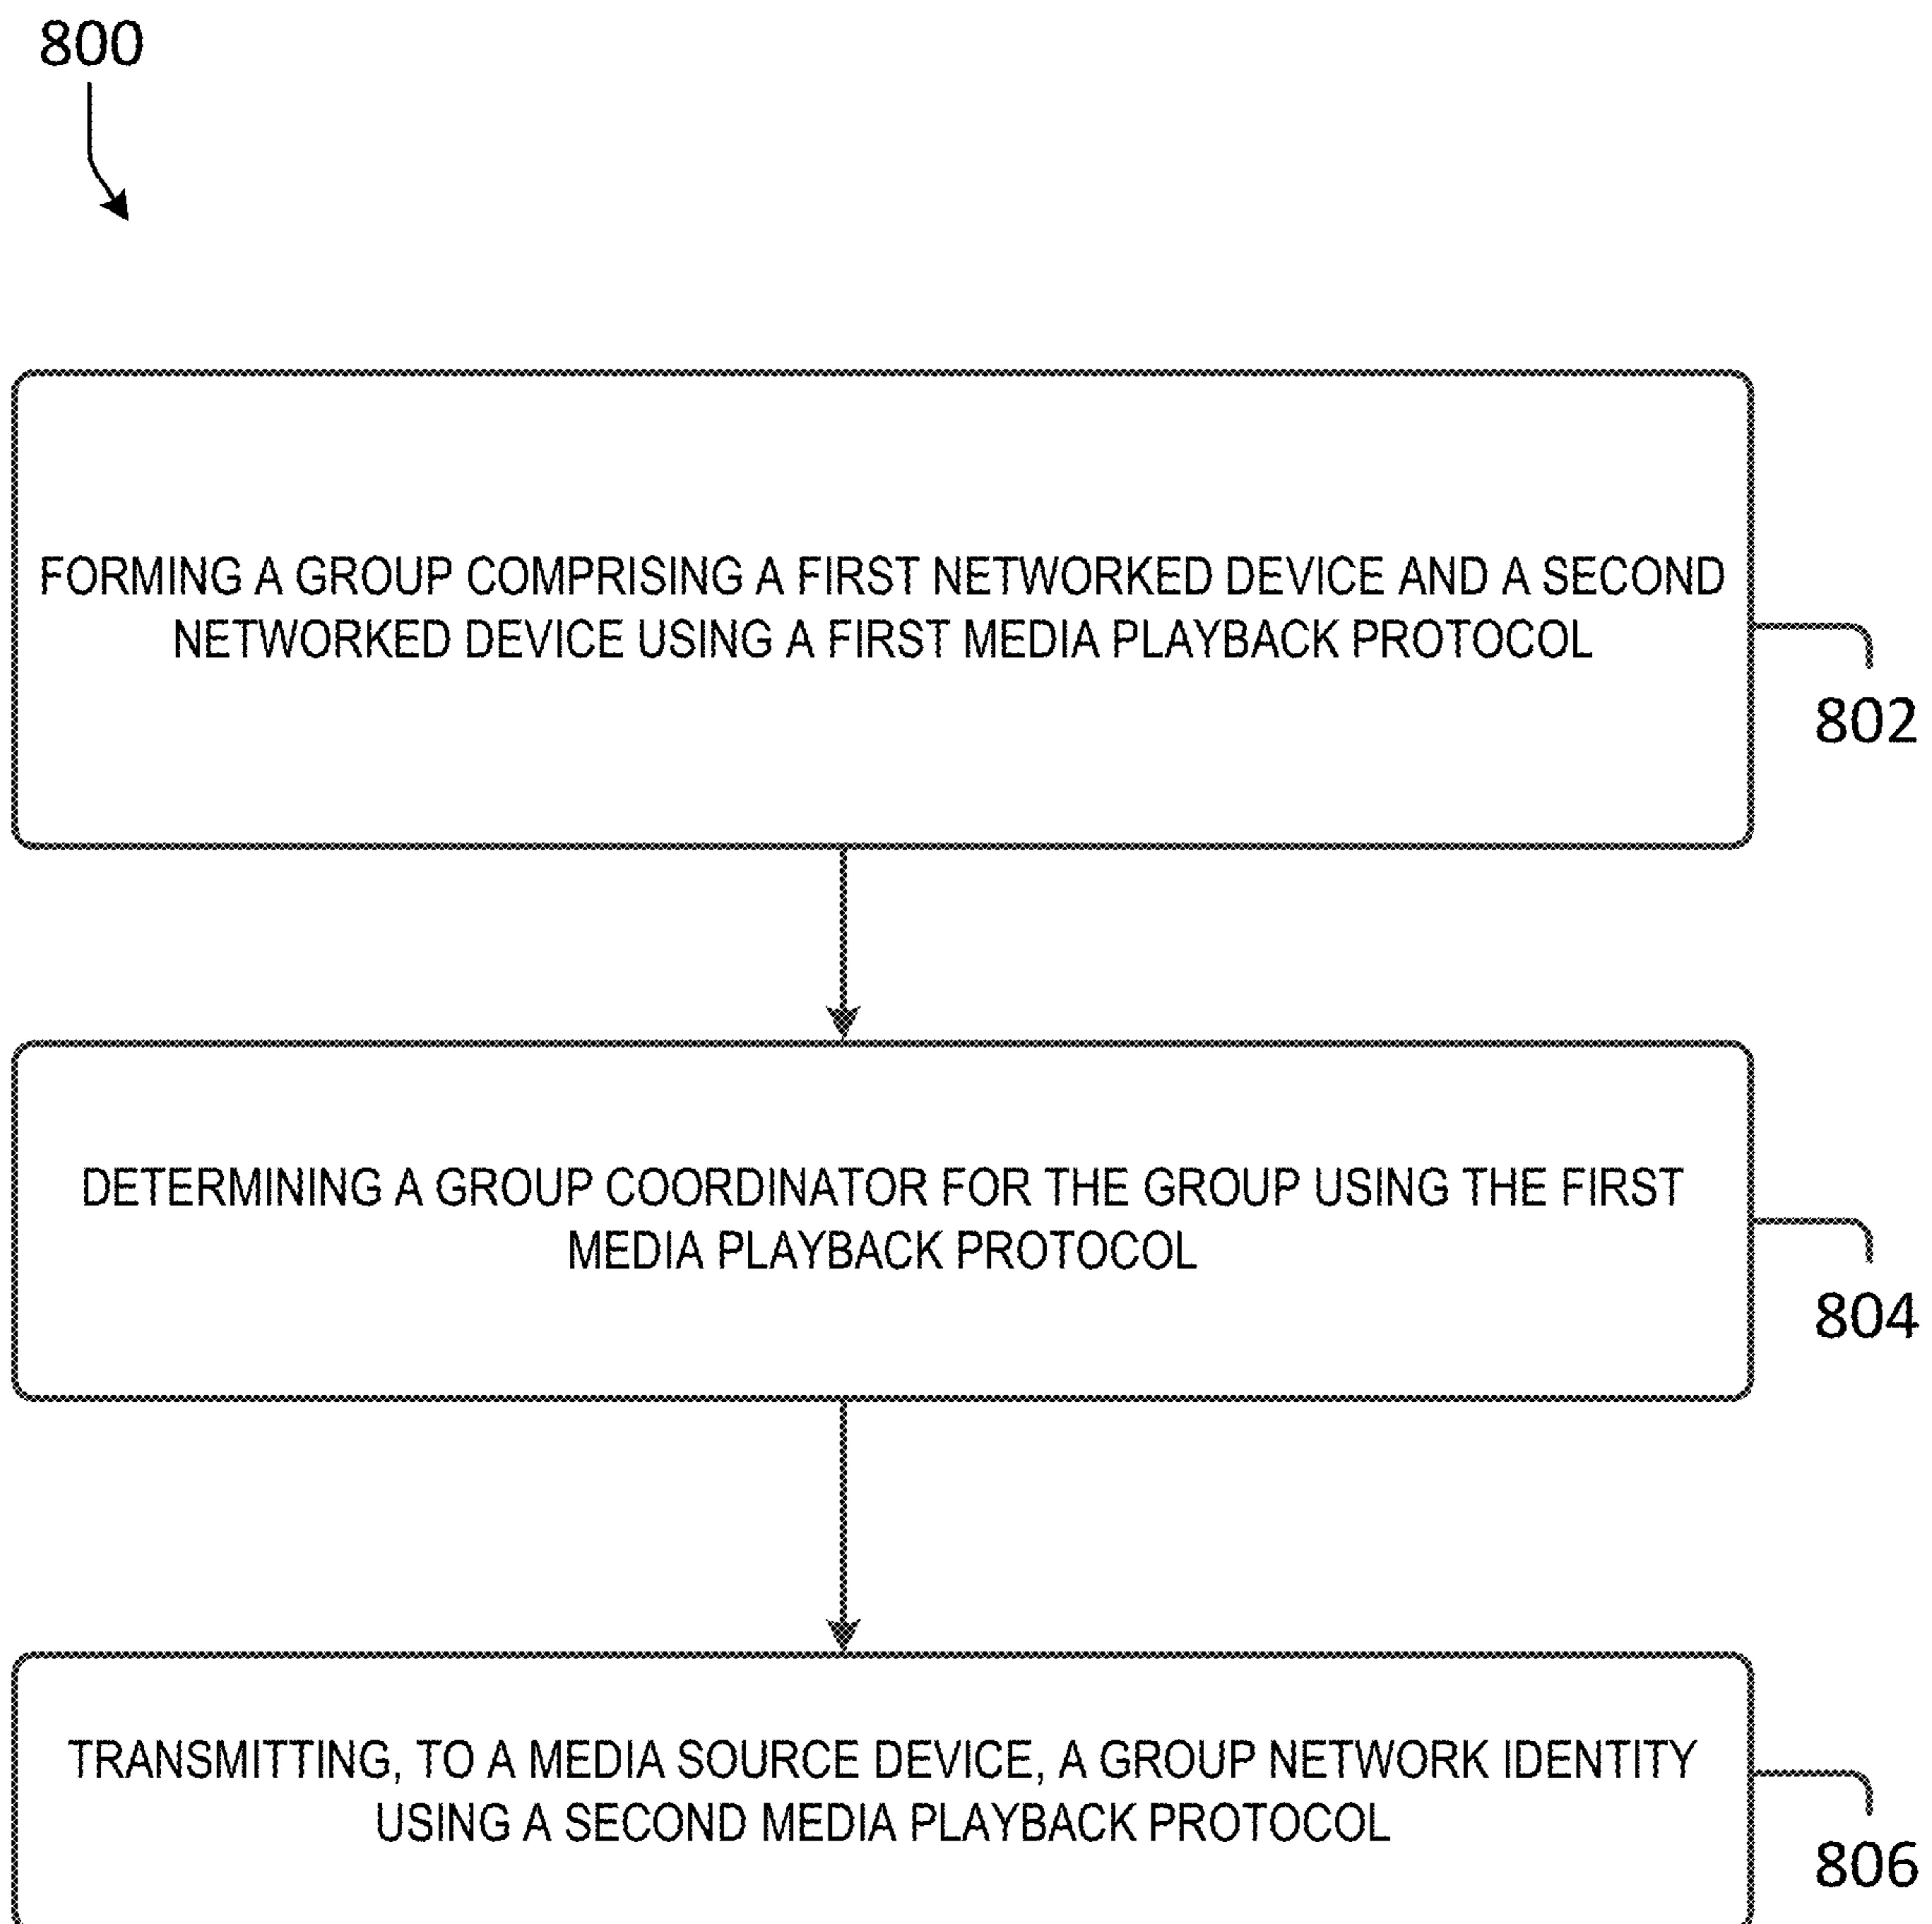 800
FORMING A GROUP COMPRISING A FIRST NETWORKED DEVICE AND A SECOND
NETWORKED DEVICE USING A FIRST MEDIA PLAYBACK PROTOCOL
802
DETERMINING A GROUP COORDINATOR FOR THE GROUP USING THE FIRST
MEDIA PLAYBACK PROTOCOL
804
TRANSMITTING, TO A MEDIA SOURCE DEVICE, A GROUP NETWORK IDENTITY
USING A SECOND MEDIA PLAYBACK PROTOCOL
806